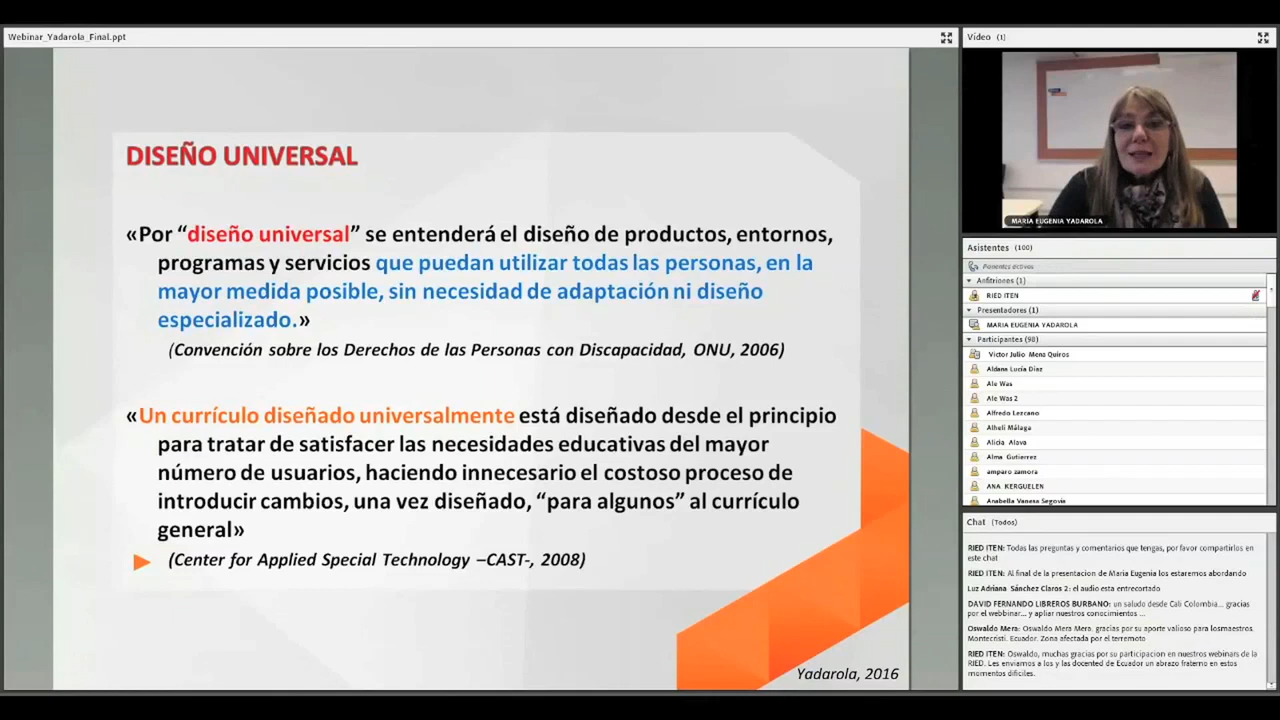 Webinar_Yadarola_Final.ppt
DISEÑO UNIVERSAL
«Por “diseño universal” se entenderá el diseño de productos, entornos,
programas y servicios que puedan utilizar todas las personas, en la
mayor medida posible, sin necesidad de adaptación ni diseño
especializado.»
(Convención sobre los Derechos de las Personas con Discapacidad, ONU, 2006)
«Un currículo diseñado universalmente está diseñado desde el principio
para tratar de satisfacer las necesidades educativas del mayor
número de usuarios, haciendo innecesario el costoso proceso de
introducir cambios, una vez diseñado, “para algunos” al currículo
general»
(Center for Applied Special Technology –CAST-, 2008)
Yadarola, 2016
Vídeo (1)
MARIA EUGENIA YADAROLA
Asistentes (100)
Ponentes activos
Anfitriones (1)
RIED ITEN
Presentadores (1)
MARIA EUGENIA YADAROLA
Participantes (98)
Victor Julio Mena Quiros
Aldana Lucía Díaz
Ale Was
Ale Was 2
Alfredo Lezcano
Alheli Málaga
Alicia Alava
Alma Gutierrez
amparo zamora
ANA KERGUELEN
Anabella Vanesa Segovia
Chat (Todos)
RIED ITEN: Todas las preguntas y comentarios que tengas, por favor compartirlos en
este chat
RIED ITEN: Al final de la presentacion de Maria Eugenia los estaremos abordando
Luz Adriana Sánchez Claros 2: el audio esta entrecortado
DAVID FERNANDO LIBREROS BURBANO: un saludo desde Cali Colombia... gracias
por el webbinar... y apliar nuestros conocimientos ...
Oswaldo Mera: Oswaldo Mera Mera. gracias por su aporte valioso para losmaestros.
Montecristi. Ecuador. Zona afectada por el terremoto
RIED ITEN: Oswaldo, muchas gracias por su participacion en nuestros webinars de la
RIED. Les enviamos a los y las docented de Ecuador un abrazo fraterno en estos
momentos dificiles.